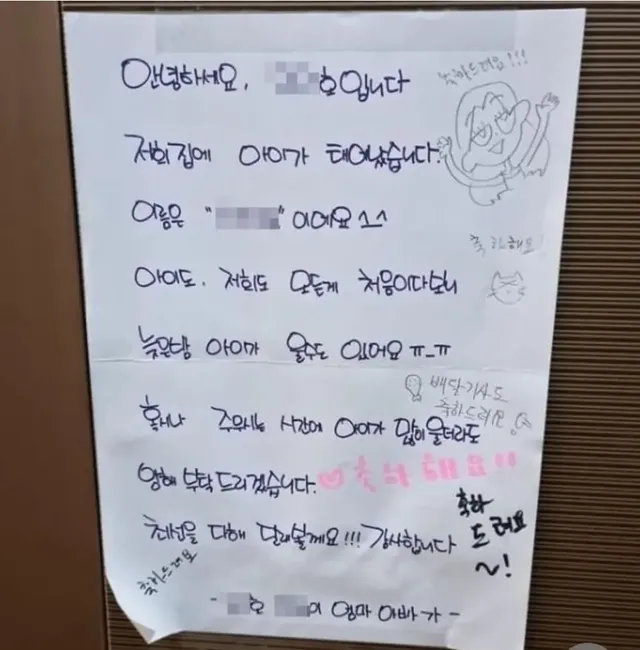 안녕하세요. 호입니다
축하드려요!!!
저희집에 아이가 태어났습니다.
이름은 " " 이에요 ^_^
축하해요!
아이도. 저희도 모든게 처음이다보니
늦은밤 아이가 울수도 있어요 ㅠ_ㅠ
배달기사도
축하드려요
혹시나 주무시는 시간에 아이가 많이 울더라도
양해 부탁드리겠습니다.
♡축하해요!!
축하
드려요
~!
최선을 다해 달래볼께요!!! 감사합니다
축하드려요
- 호 이 엄마 아빠가 -